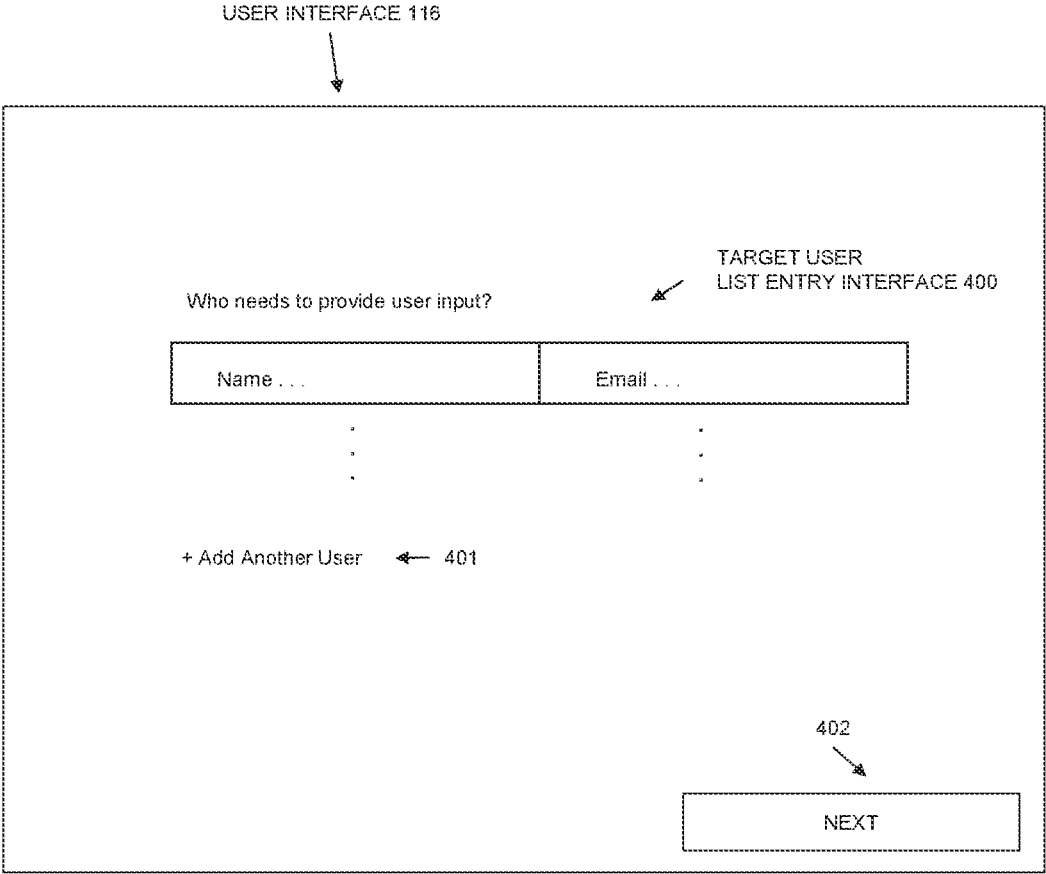 USER INTERFACE 116
TARGET USER
LIST ENTRY INTERFACE 400
Who needs to provide user input?
Name . . .
Email . . .
+ Add Another User
401
402
NEXT